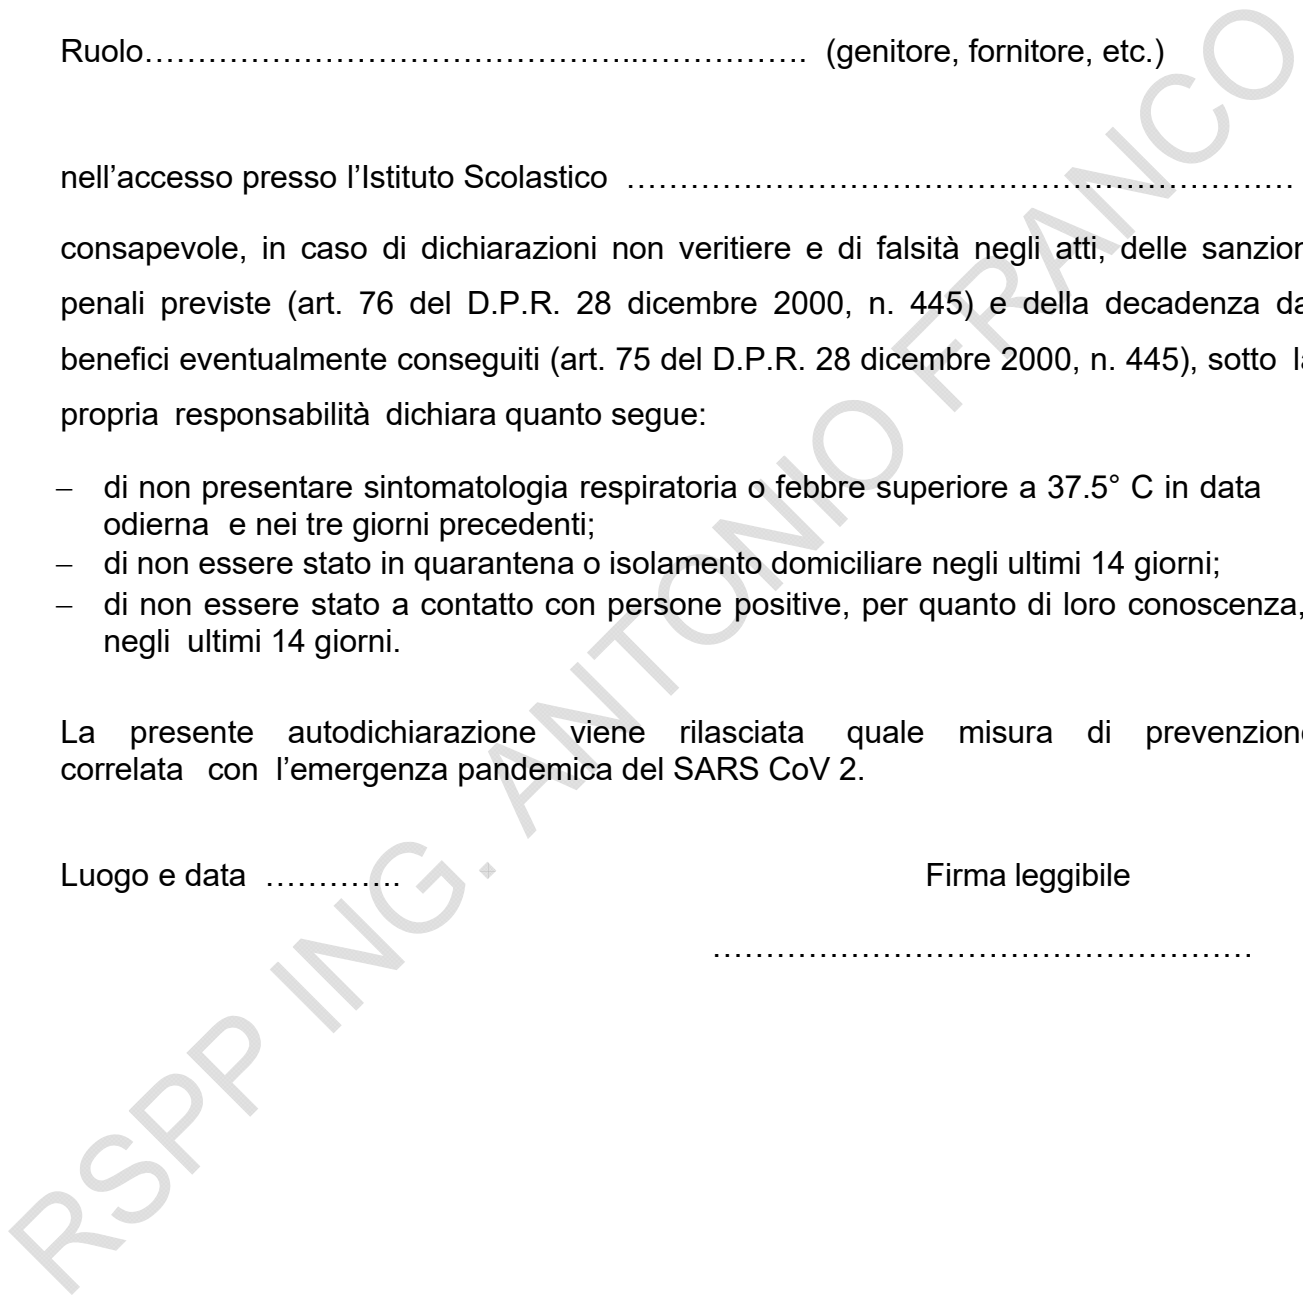 Ruolo………………………………………..……………. (genitore, fornitore, etc.)
nell’accesso presso l’Istituto Scolastico …………………………………………………………
consapevole, in caso di dichiarazioni non veritiere e di falsità negli atti, delle sanzion
penali previste (art. 76 del D.P.R. 28 dicembre 2000, n. 445) e della decadenza da
benefici eventualmente conseguiti (art. 75 del D.P.R. 28 dicembre 2000, n. 445), sotto la
propria responsabilità dichiara quanto segue:
– di non presentare sintomatologia respiratoria o febbre superiore a 37.5° C in data
odierna e nei tre giorni precedenti;
– di non essere stato in quarantena o isolamento domiciliare negli ultimi 14 giorni;
– di non essere stato a contatto con persone positive, per quanto di loro conoscenza,
negli ultimi 14 giorni.
La presente autodichiarazione viene rilasciata quale misura di prevenzione
correlata con l’emergenza pandemica del SARS CoV 2.
Luogo e data …………. Firma leggibile
……………………………………………
RSPP ING. ANTONIO FRANCO